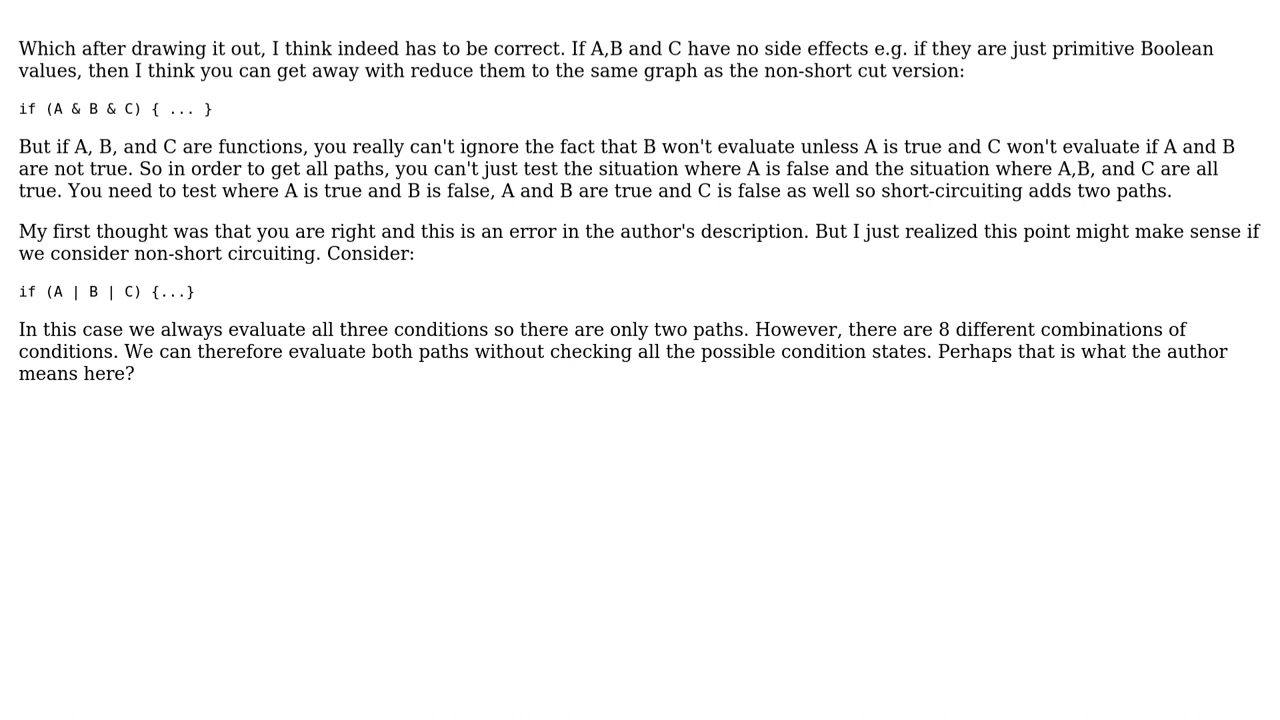 Which after drawing it out, I think indeed has to be correct. If A,B and C have no side effects e.g. if they are just primitive Boolean
values, then I think you can get away with reduce them to the same graph as the non-short cut version:
if (A & B & C) { ... }
But if A, B, and C are functions, you really can't ignore the fact that B won't evaluate unless A is true and C won't evaluate if A and B
are not true. So in order to get all paths, you can't just test the situation where A is false and the situation where A,B, and C are all
true. You need to test where A is true and B is false, A and B are true and C is false as well so short-circuiting adds two paths.
My first thought was that you are right and this is an error in the author's description. But I just realized this point might make sense if
we consider non-short circuiting. Consider:
if (A | B | C) {...}
In this case we always evaluate all three conditions so there are only two paths. However, there are 8 different combinations of
conditions. We can therefore evaluate both paths without checking all the possible condition states. Perhaps that is what the author
means here?